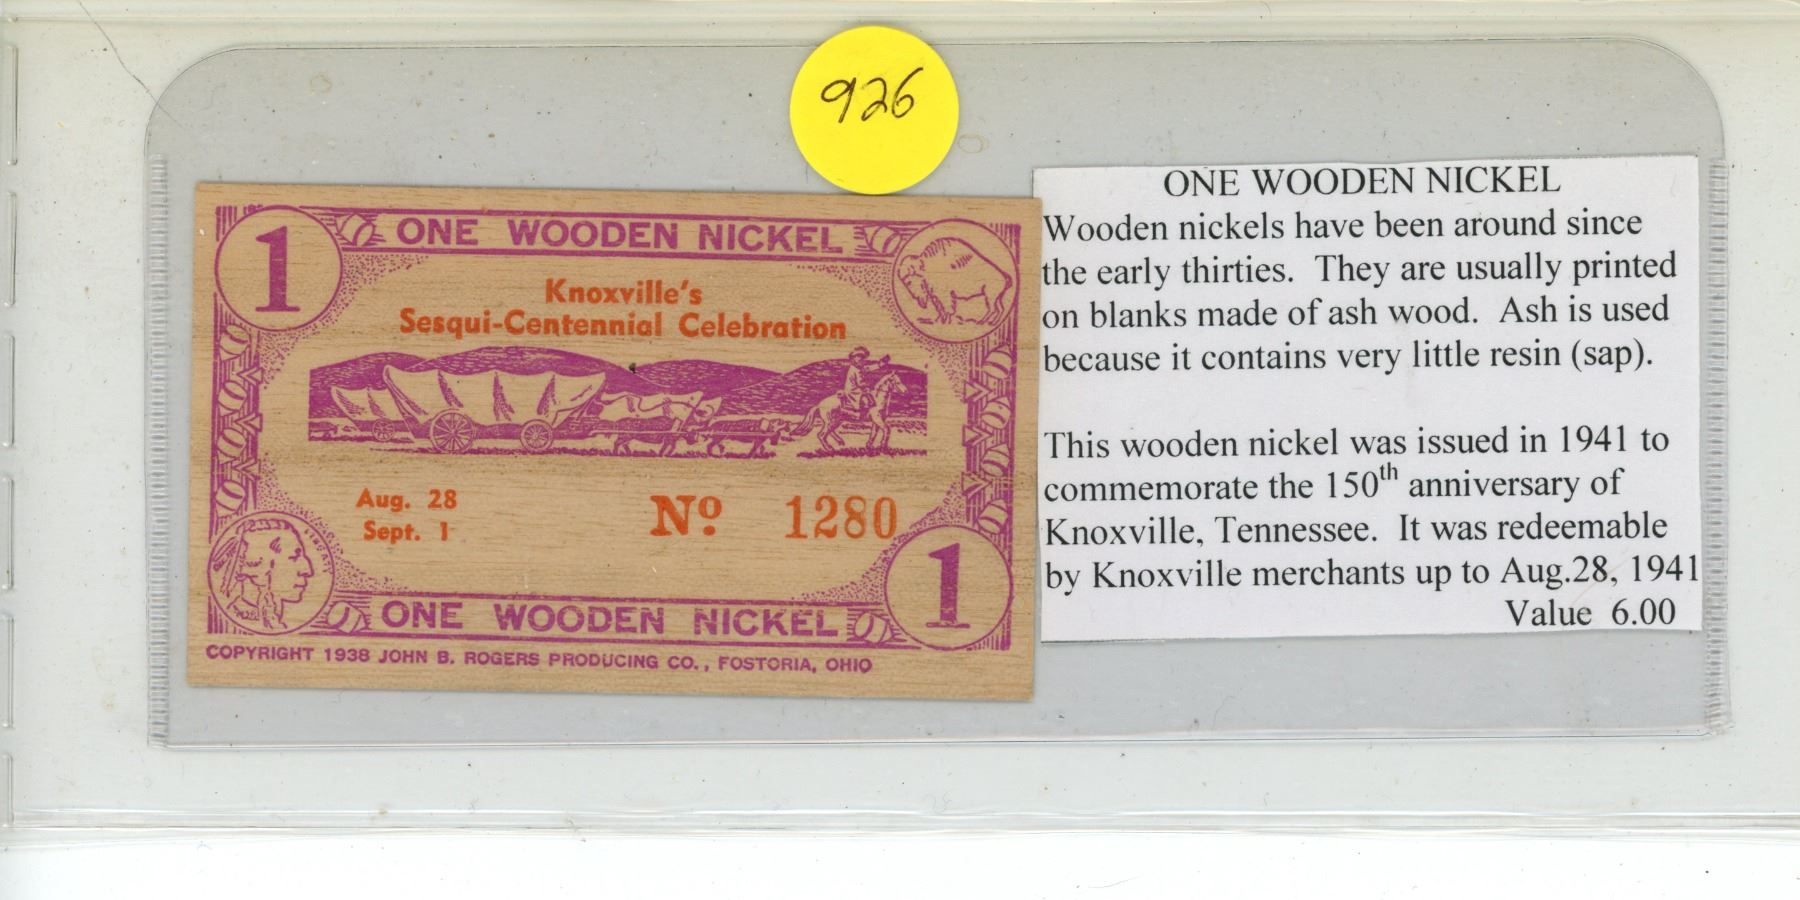 926
1 ONE WOODEN NICKEL
Knoxville's
Sesqui-Centennial Celebration
Aug. 28
Sept. 1
No 1280
ONE WOODEN NICKEL 1
COPYRIGHT 1938 JOHN B. ROGERS PRODUCING CO., FOSTORIA, OHIO
ONE WOODEN NICKEL
Wooden nickels have been around since
the early thirties. They are usually printed
on blanks made of ash wood. Ash is used
because it contains very little resin (sap).
This wooden nickel was issued in 1941 to
commemorate the 150th anniversary of
Knoxville, Tennessee. It was redeemable
by Knoxville merchants up to Aug.28, 1941
Value 6.00